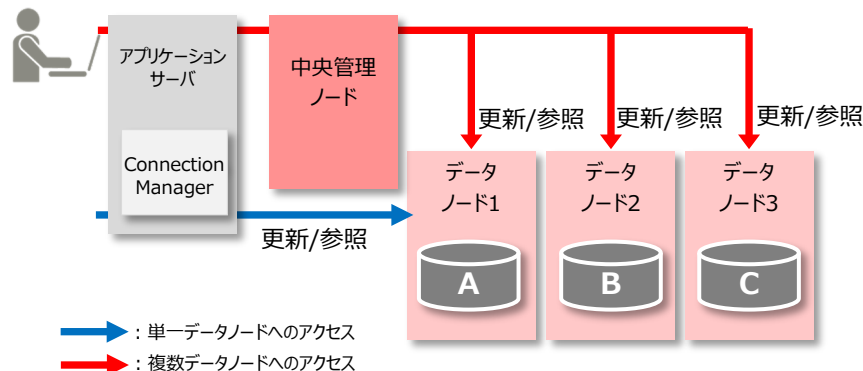 アプリケーション
サーバ
Connection
Manager
中央管理
ノード
更新/参照
更新/参照
更新/参照
更新/参照
データ
ノード1
A
データ
ノード2
B
データ
ノード3
C
：単一データノードへのアクセス
：複数データノードへのアクセス